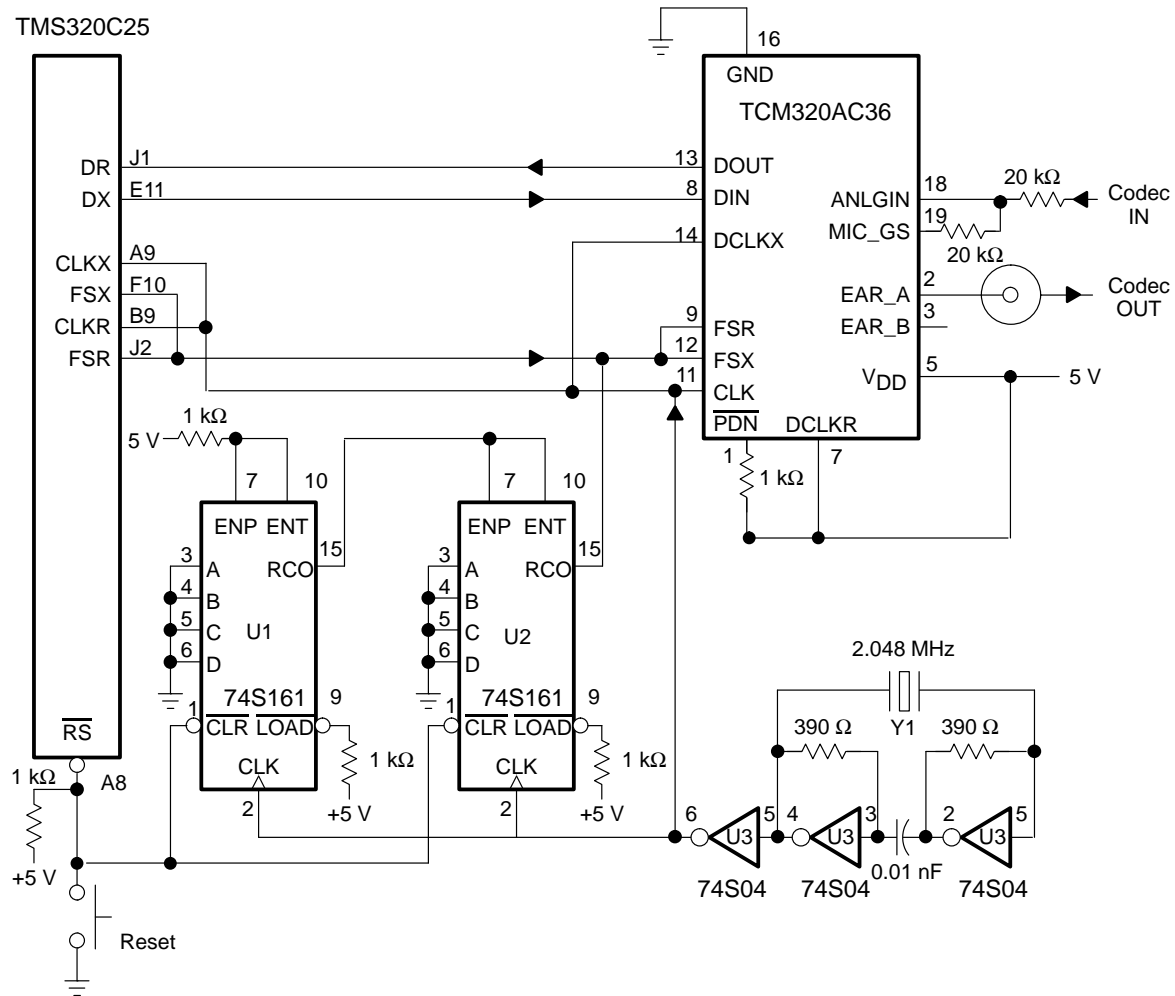 TMS320C25
DR
J1
DX
E11
CLKX
A9
FSX
F10
CLKR
B9
FSR
J2
RS
A8
1 kΩ
+5 V
Reset
16
GND
TCM320AC36
13
DOUT
8
DIN
14
DCLKX
9
FSR
12
FSX
11
CLK
PDN
DCLKR
1
7
1 kΩ
ANLGIN
18
20 kΩ
Codec
IN
MIC_GS
19
20 kΩ
EAR_A
2
Codec
OUT
EAR_B
3
VDD
5
5 V
1 kΩ
5 V
7
10
ENP
ENT
15
3
A
RCO
4
B
5
C
U1
6
D
74S161
1
9
CLR
LOAD
CLK
2
1 kΩ
+5 V
7
10
ENP
ENT
15
3
A
RCO
4
B
5
C
U2
6
D
74S161
1
9
CLR
LOAD
CLK
2
1 kΩ
+5 V
2.048 MHz
Y1
390 Ω
390 Ω
6
U3
5
74S04
4
U3
3
74S04
0.01 nF
2
U3
5
74S04